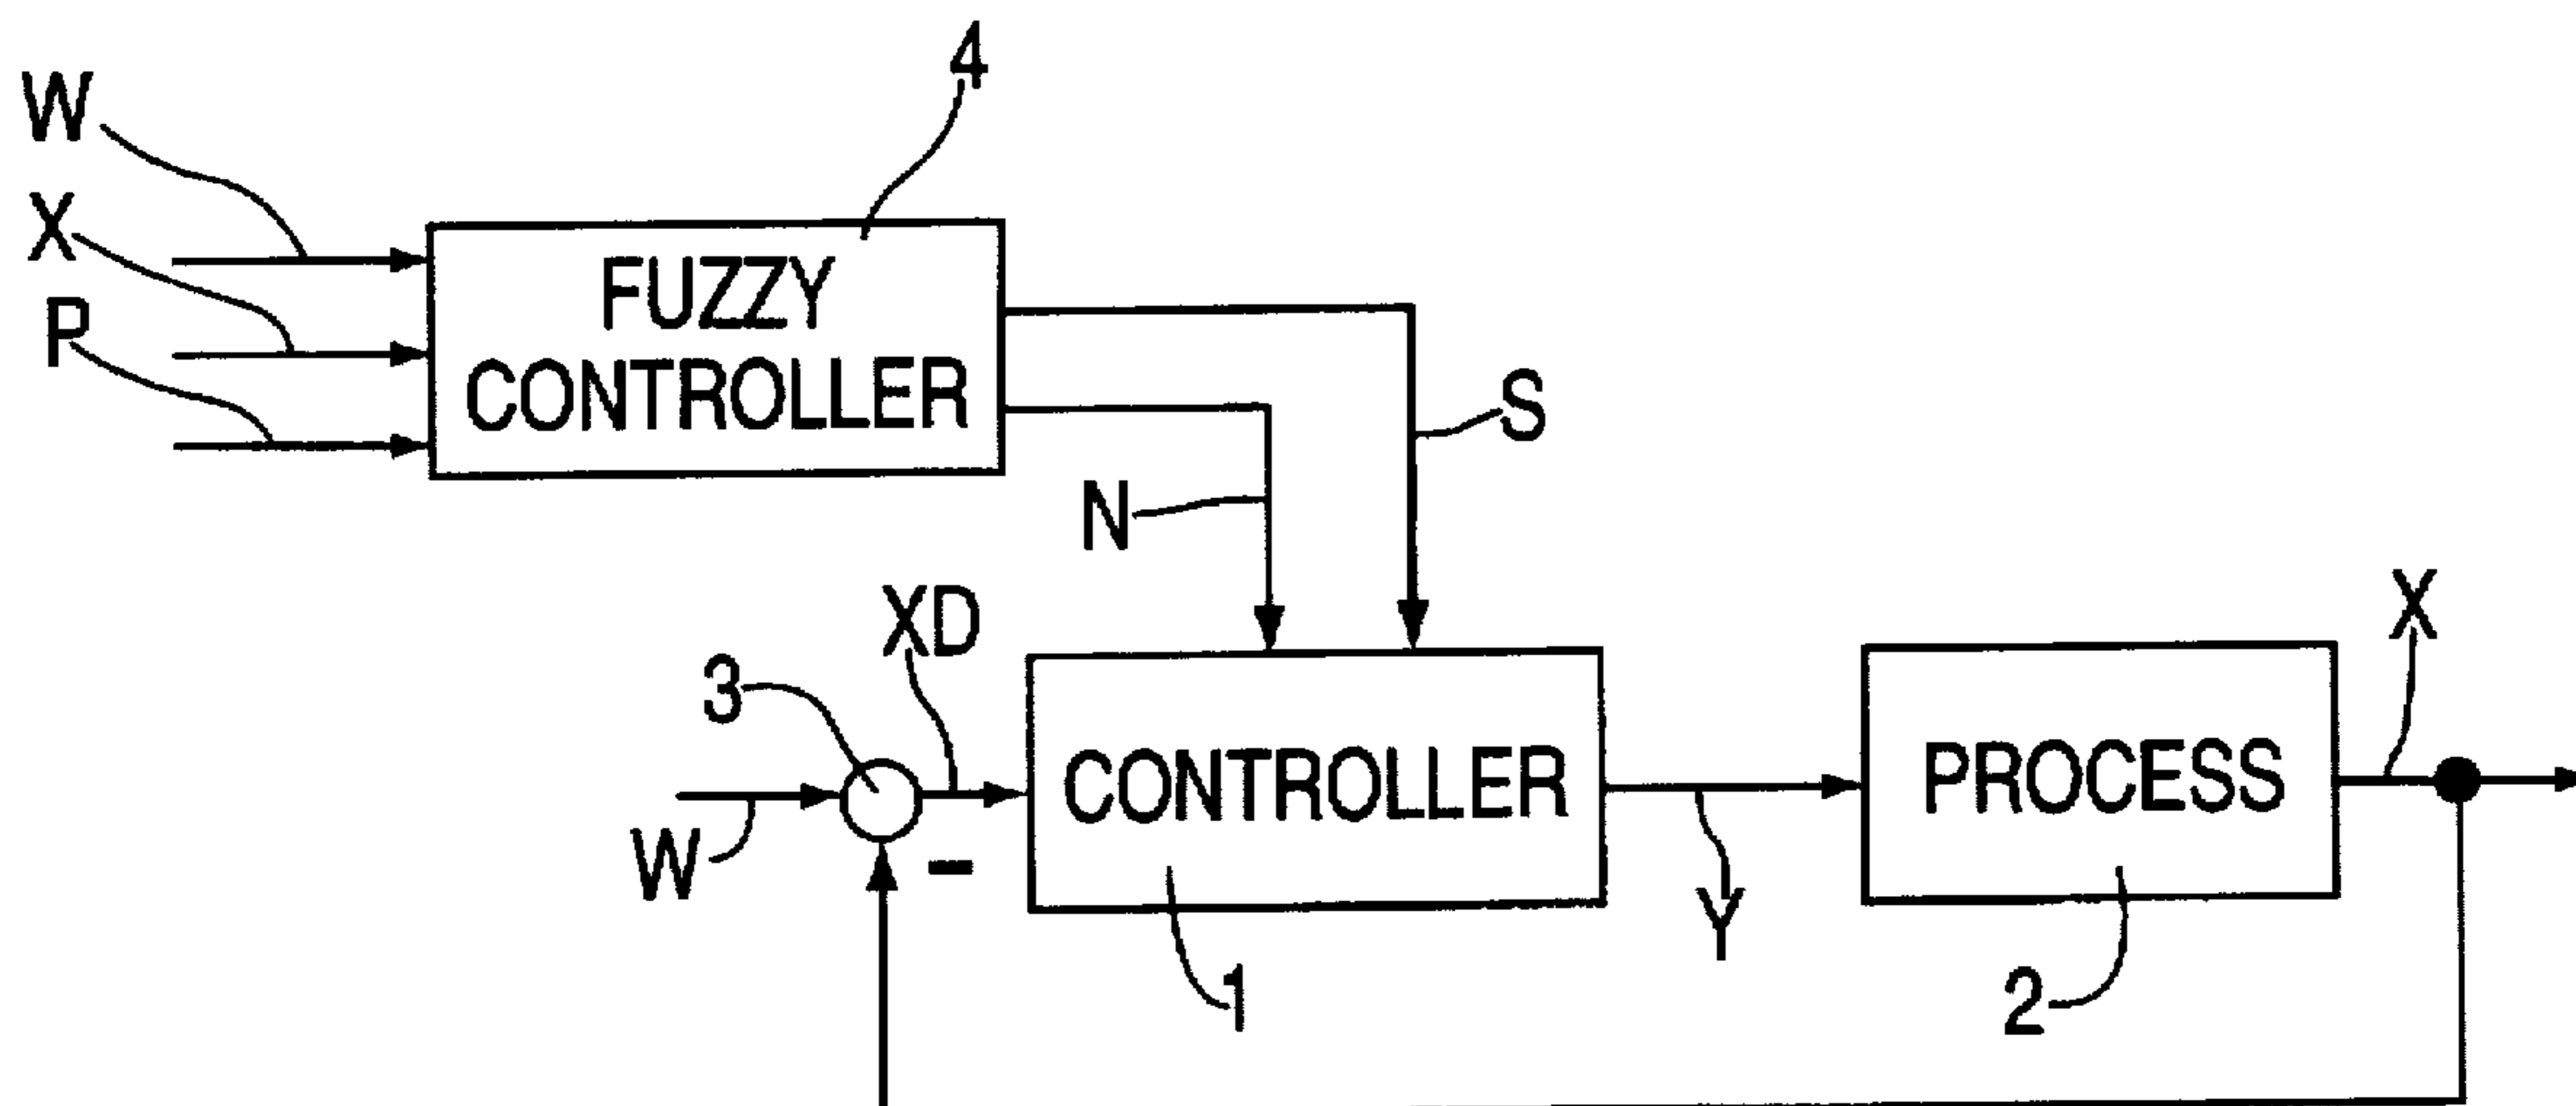 4
W
X
P
FUZZY
CONTROLLER
S
N
XD
X
3
CONTROLLER
PROCESS
W
-
Y
1
2